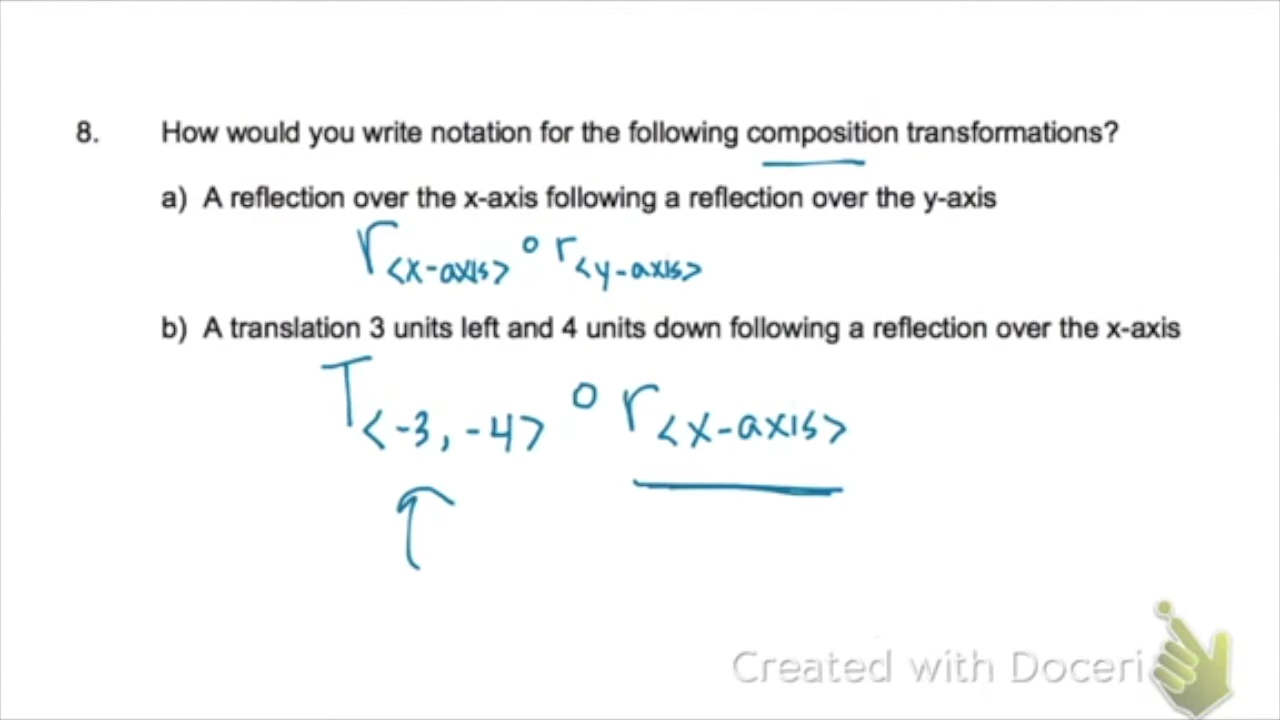 8. How would you write notation for the following composition transformations?
a) A reflection over the x-axis following a reflection over the y-axis
r<x-axis> ∘ r<y-axis>
b) A translation 3 units left and 4 units down following a reflection over the x-axis
T<-3, -4> ∘ r<x-axis>
Created with Doceri